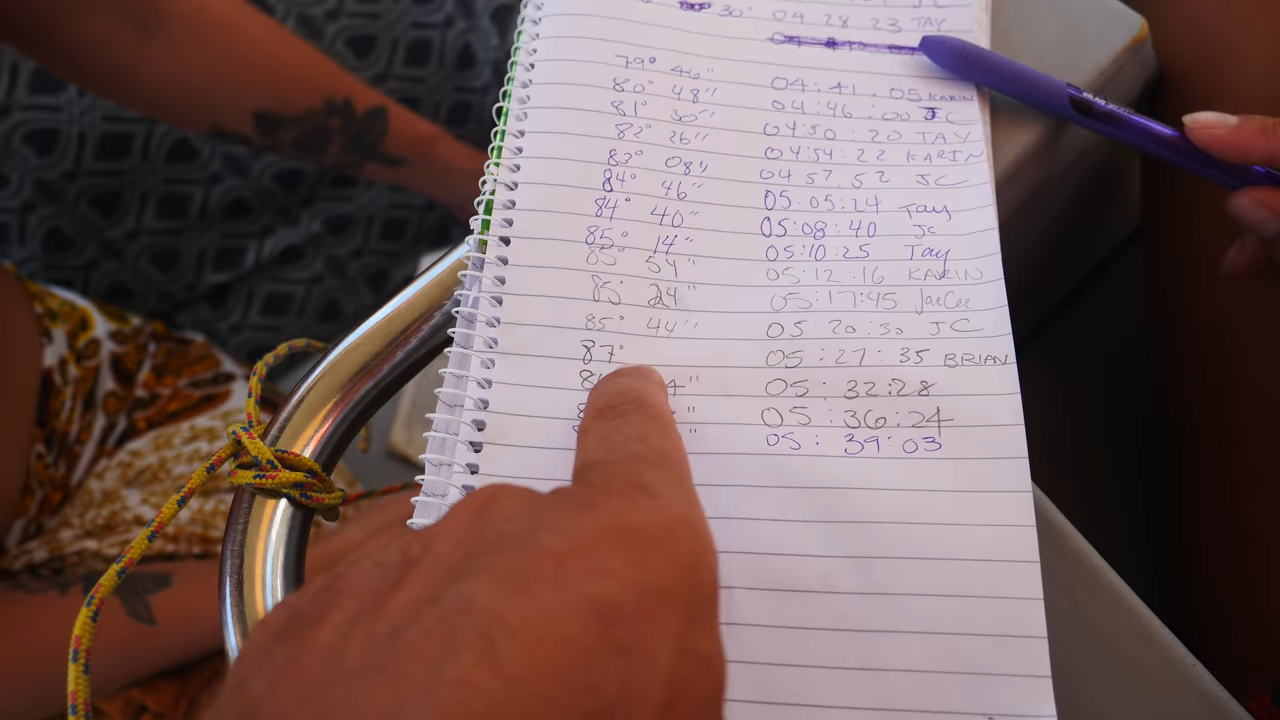 30° 04 28 23 TAY
79° 46" 04:41:05 KARIN
80° 48" 04:46:00 JC
81° 30" 04:50:20 TAY
82° 26" 04:54:22 KARIN
83° 08" 04 57.52 JC
84° 46" 05:05:24 Tay
84° 40" 05:08:40 JC
85° 14" 05:10:25 Tay
85° 54" 05:12:16 KARIN
85° 24" 05:17:45 JaeCee
85° 44" 05:20:30 JC
87° 05:27:35 BRIAN
4" 05:32:28
" 05:36:24
" 05:39:03